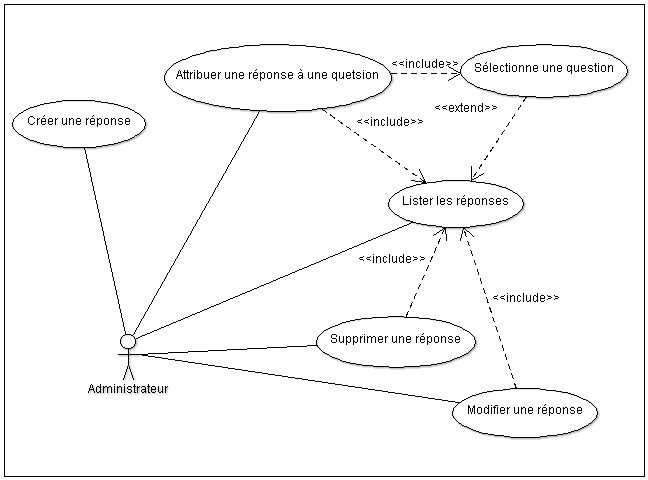 <<include>>
Sélectionne une question
Attribuer une réponse à une quetsion
<<extend>>
Créer une réponse
<<include>>
Lister les réponses
<<include>>
<<include>>
Supprimer une réponse
Administrateur
Modifier une réponse